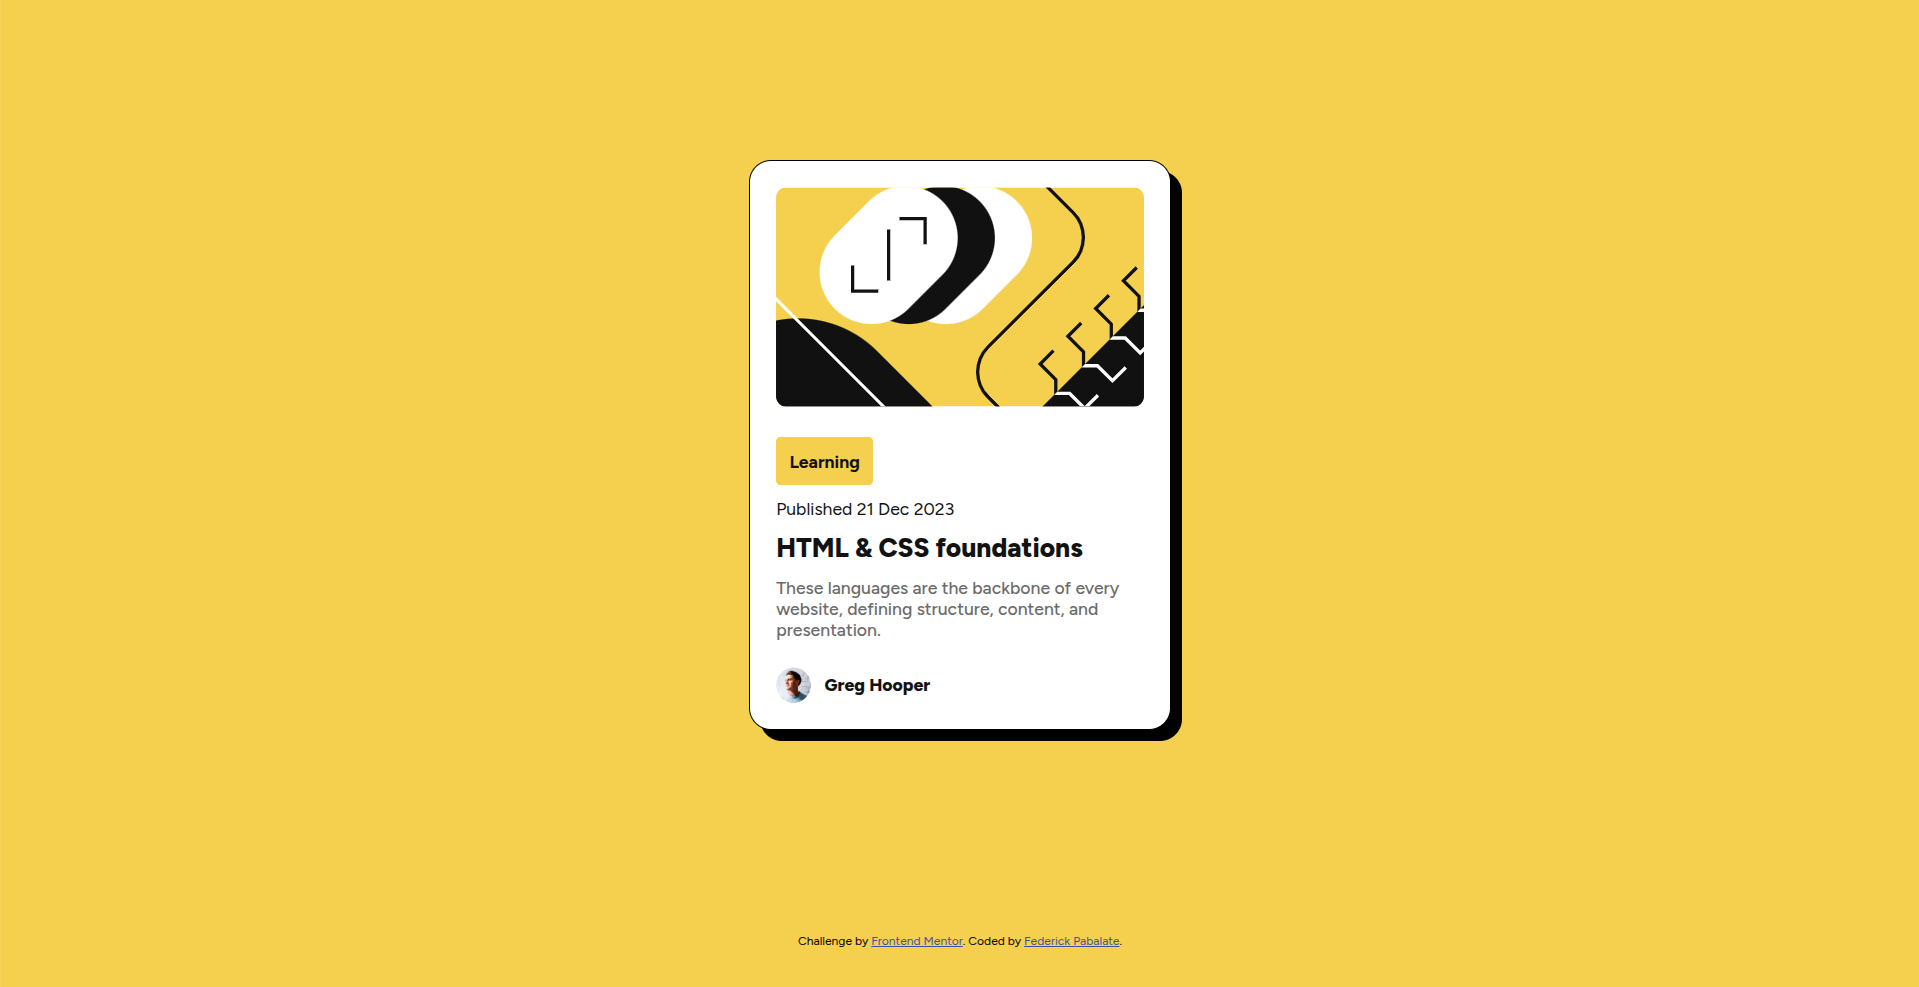 Learning
Published 21 Dec 2023
HTML & CSS foundations
These languages are the backbone of every
website, defining structure, content, and
presentation.
Greg Hooper
Challenge by Frontend Mentor. Coded by Federick Pabalate.